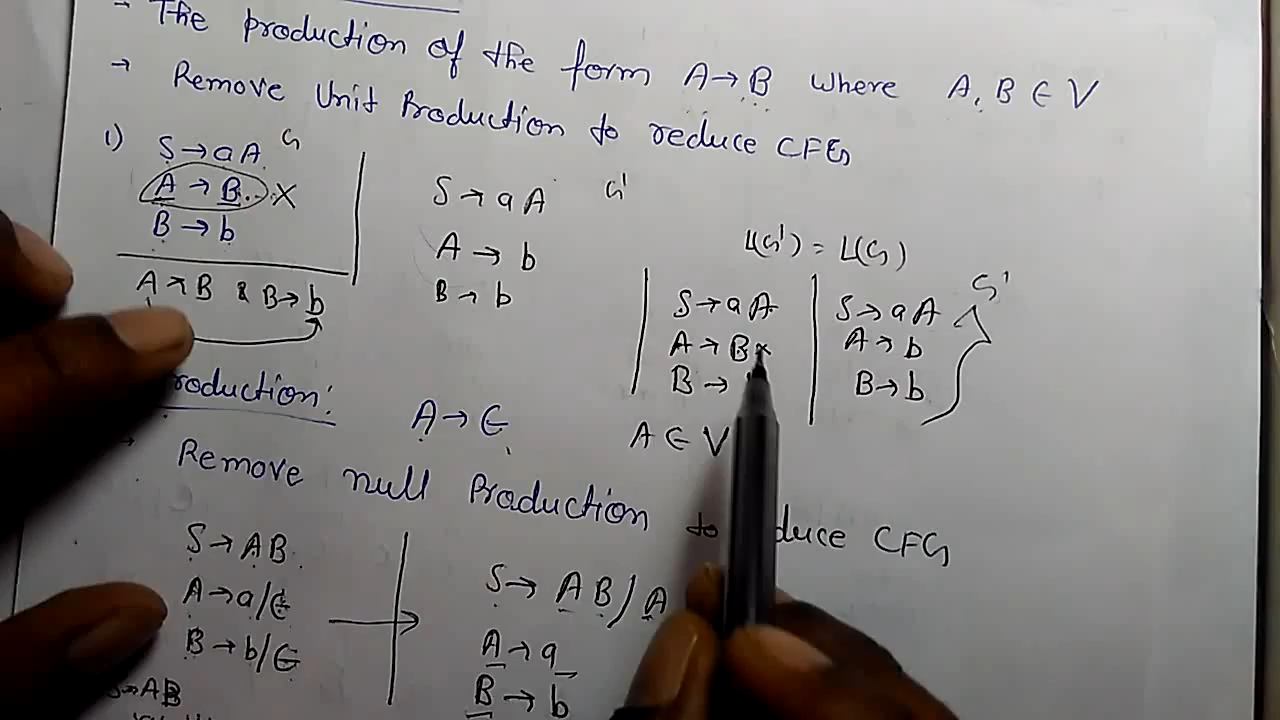 - The production of the form A → B where A, B ∈ V
→ Remove Unit Production to reduce CFG
1) S → aA G
A → B X
B → b
A → B & B → b
S → aA G'
A → b
B → b
L(G') = L(G)
S → aA
A → B x
B →
S → aA G'
A → b
B → b
roduction: A → ∈ A ∈ V
→ Remove null Production to duce CFG
S → AB
A → a/∈
B → b/∈
S → AB
S → AB/A
A → a
B → b